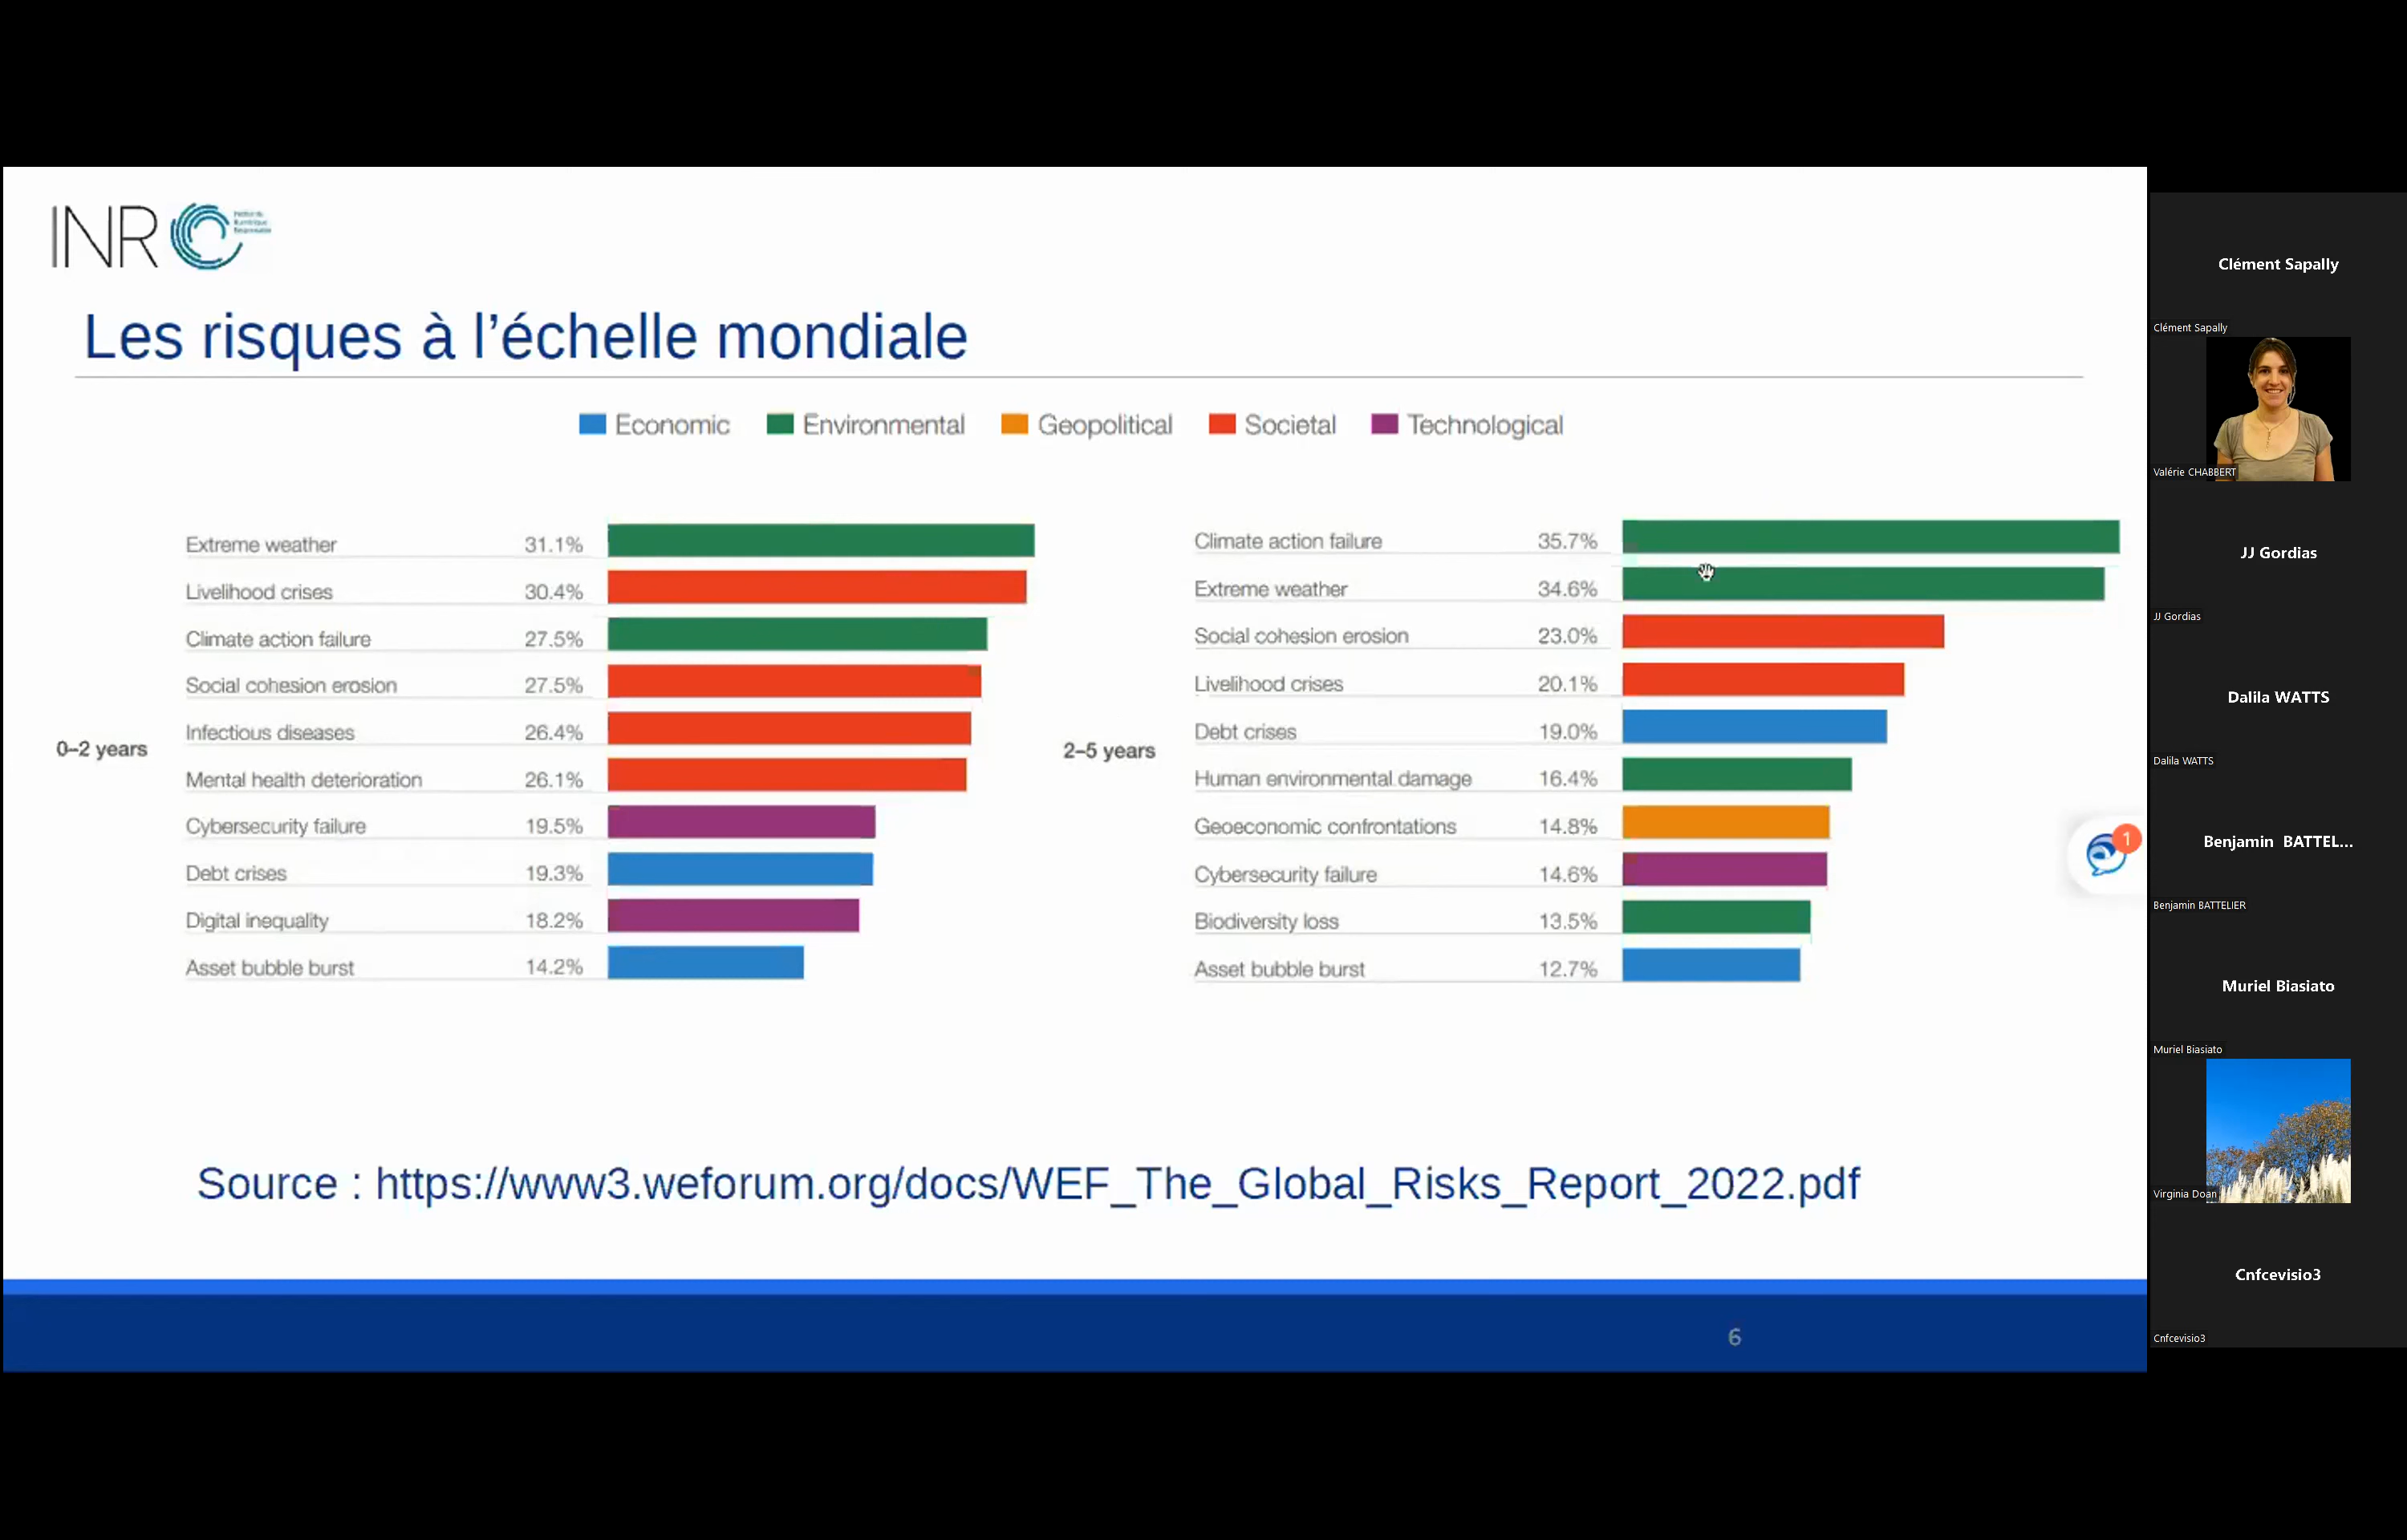 INR
Institut du
Numérique
Responsable
Les risques à l'échelle mondiale
Economic Environmental Geopolitical Societal Technological
0–2 years
Extreme weather 31.1%
Livelihood crises 30.4%
Climate action failure 27.5%
Social cohesion erosion 27.5%
Infectious diseases 26.4%
Mental health deterioration 26.1%
Cybersecurity failure 19.5%
Debt crises 19.3%
Digital inequality 18.2%
Asset bubble burst 14.2%
2–5 years
Climate action failure 35.7%
Extreme weather 34.6%
Social cohesion erosion 23.0%
Livelihood crises 20.1%
Debt crises 19.0%
Human environmental damage 16.4%
Geoeconomic confrontations 14.8%
Cybersecurity failure 14.6%
Biodiversity loss 13.5%
Asset bubble burst 12.7%
1
Source : https://www3.weforum.org/docs/WEF_The_Global_Risks_Report_2022.pdf
6
Clément Sapally
Clément Sapally
Valérie CHABBERT
JJ Gordias
JJ Gordias
Dalila WATTS
Dalila WATTS
Benjamin BATTEL...
Benjamin BATTELIER
Muriel Biasiato
Muriel Biasiato
Virginia Doan
Cnfcevisio3
Cnfcevisio3